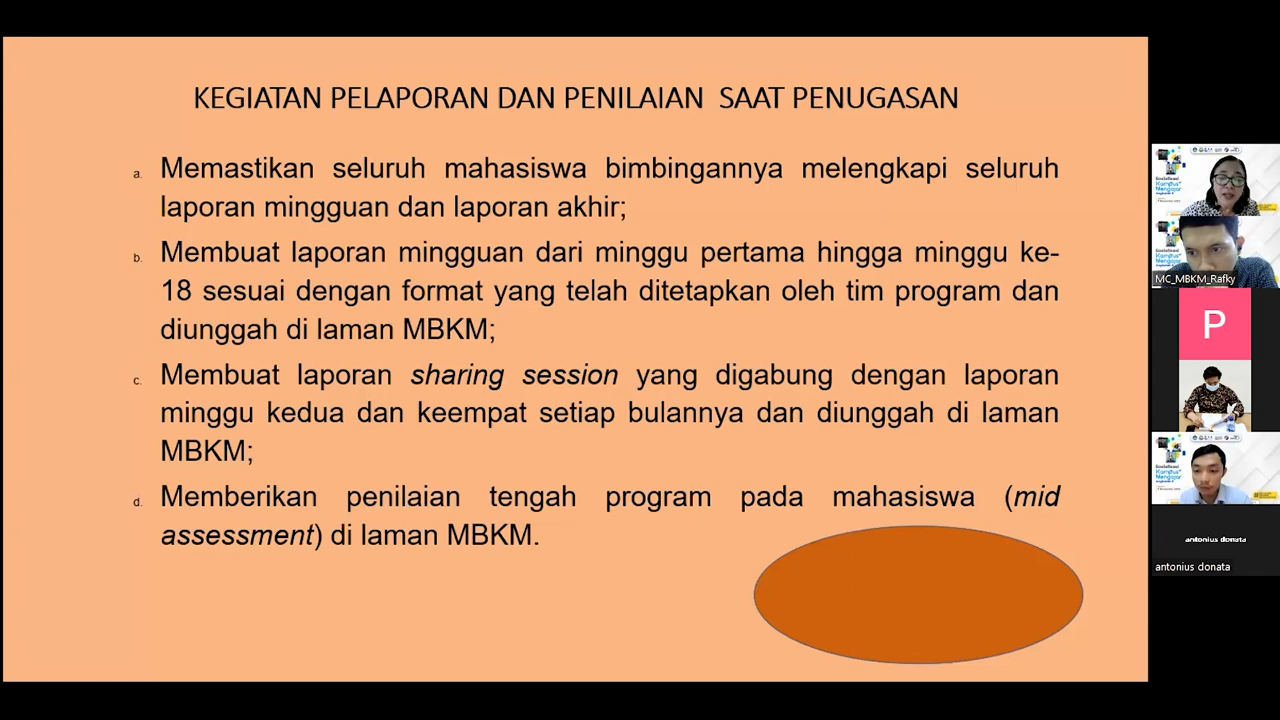 KEGIATAN PELAPORAN DAN PENILAIAN SAAT PENUGASAN
a. Memastikan seluruh mahasiswa bimbingannya melengkapi seluruh
laporan mingguan dan laporan akhir;
b. Membuat laporan mingguan dari minggu pertama hingga minggu ke-
18 sesuai dengan format yang telah ditetapkan oleh tim program dan
diunggah di laman MBKM;
c. Membuat laporan sharing session yang digabung dengan laporan
minggu kedua dan keempat setiap bulannya dan diunggah di laman
MBKM;
d. Memberikan penilaian tengah program pada mahasiswa (mid
assessment) di laman MBKM.
MC_MBKM_Rafky
P
antonius donata
antonius donata